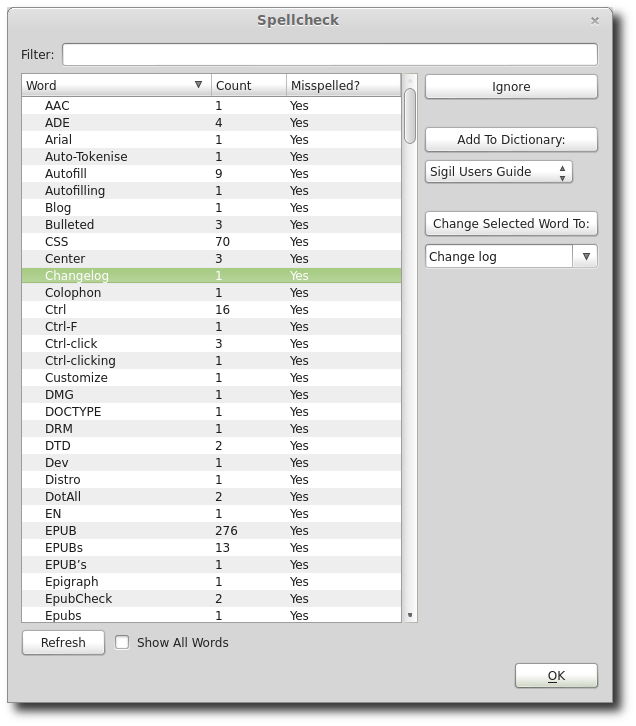 Spellcheck
Filter:
Word Count Misspelled?
AAC 1 Yes
ADE 4 Yes
Arial 1 Yes
Auto-Tokenise 1 Yes
Autofill 9 Yes
Autofilling 1 Yes
Blog 1 Yes
Bulleted 3 Yes
CSS 70 Yes
Center 3 Yes
Changelog 1 Yes
Colophon 1 Yes
Ctrl 16 Yes
Ctrl-F 1 Yes
Ctrl-click 3 Yes
Ctrl-clicking 1 Yes
Customize 1 Yes
DMG 1 Yes
DOCTYPE 1 Yes
DRM 1 Yes
DTD 2 Yes
Dev 1 Yes
Distro 1 Yes
DotAll 2 Yes
EN 1 Yes
EPUB 276 Yes
EPUBs 13 Yes
EPUB’s 1 Yes
Epigraph 1 Yes
EpubCheck 2 Yes
Epubs 1 Yes
Ignore
Add To Dictionary:
Sigil Users Guide
Change Selected Word To:
Change log
Refresh Show All Words
OK